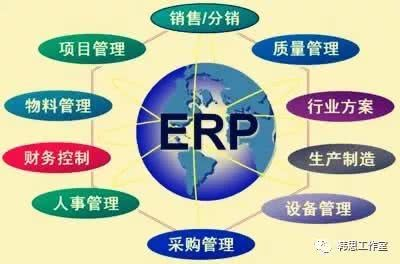 销售/分销
项目管理
质量管理
物料管理
行业方案
ERP
财务控制
生产制造
人事管理
设备管理
采购管理
韩思工作室